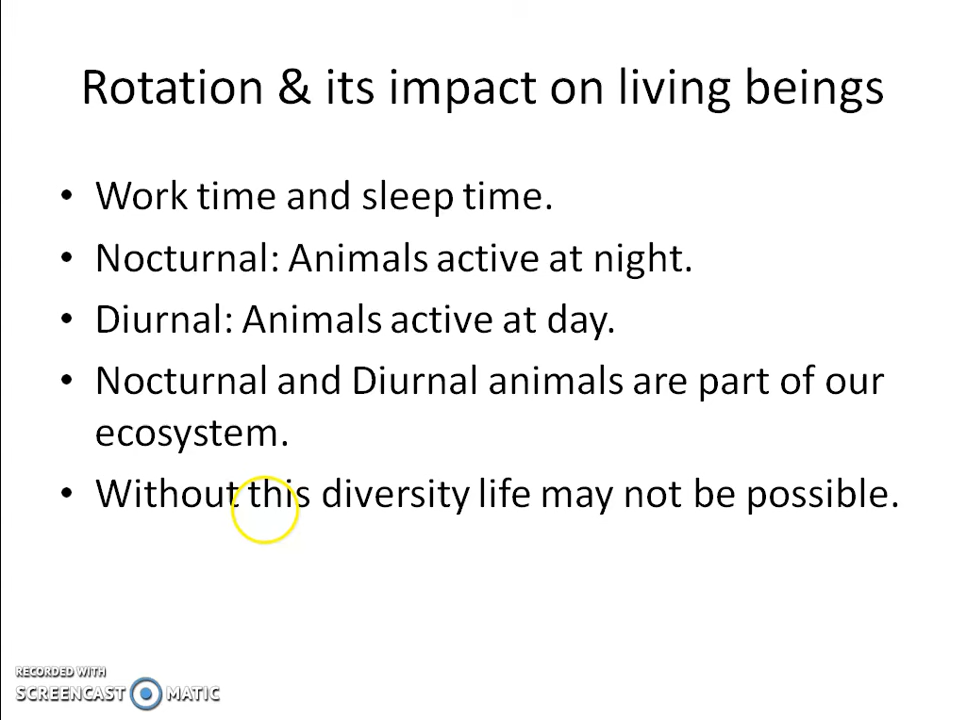 Rotation & its impact on living beings
• Work time and sleep time.
• Nocturnal: Animals active at night.
• Diurnal: Animals active at day.
• Nocturnal and Diurnal animals are part of our
ecosystem.
• Without this diversity life may not be possible.
RECORDED WITH
SCREENCAST MATIC